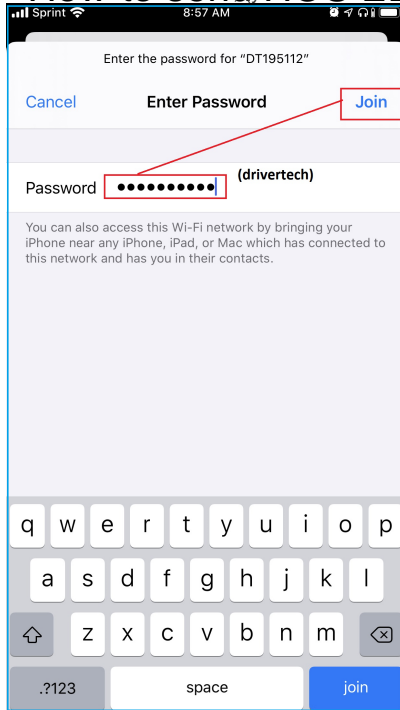 Sprint 8:57 AM
Enter the password for “DT195112”
Cancel Enter Password Join
Password ●●●●●●●●●● (drivertech)
You can also access this Wi-Fi network by bringing your
iPhone near any iPhone, iPad, or Mac which has connected to
this network and has you in their contacts.
q w e r t y u i o p
a s d f g h j k l
z x c v b n m
.?123 space join